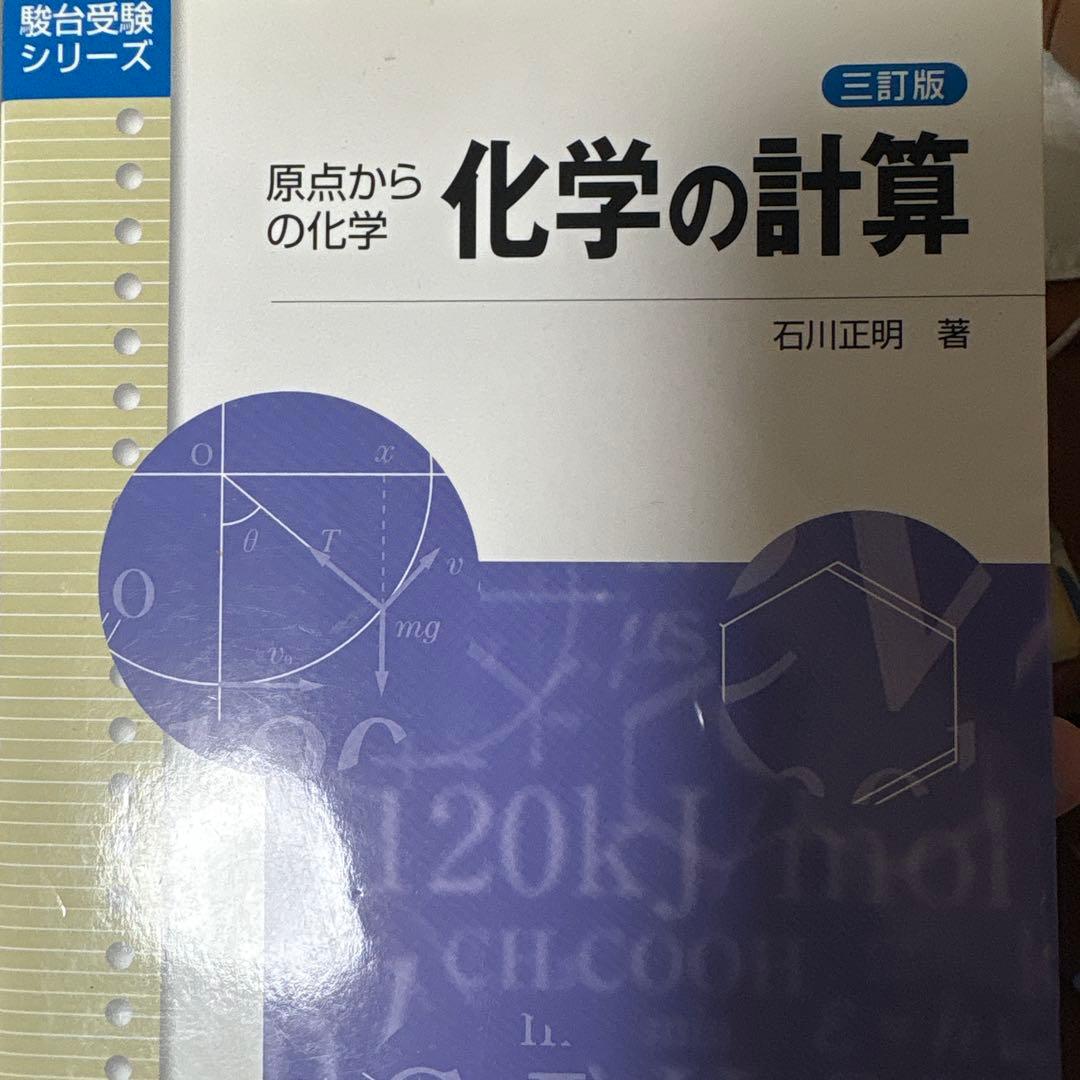 駿台受験
シリーズ
三訂版
原点から
の化学
化学の計算
石川正明 著
O
x
θ
T
v
O
mg
v₀
120kJ/mol
CH₃COOH